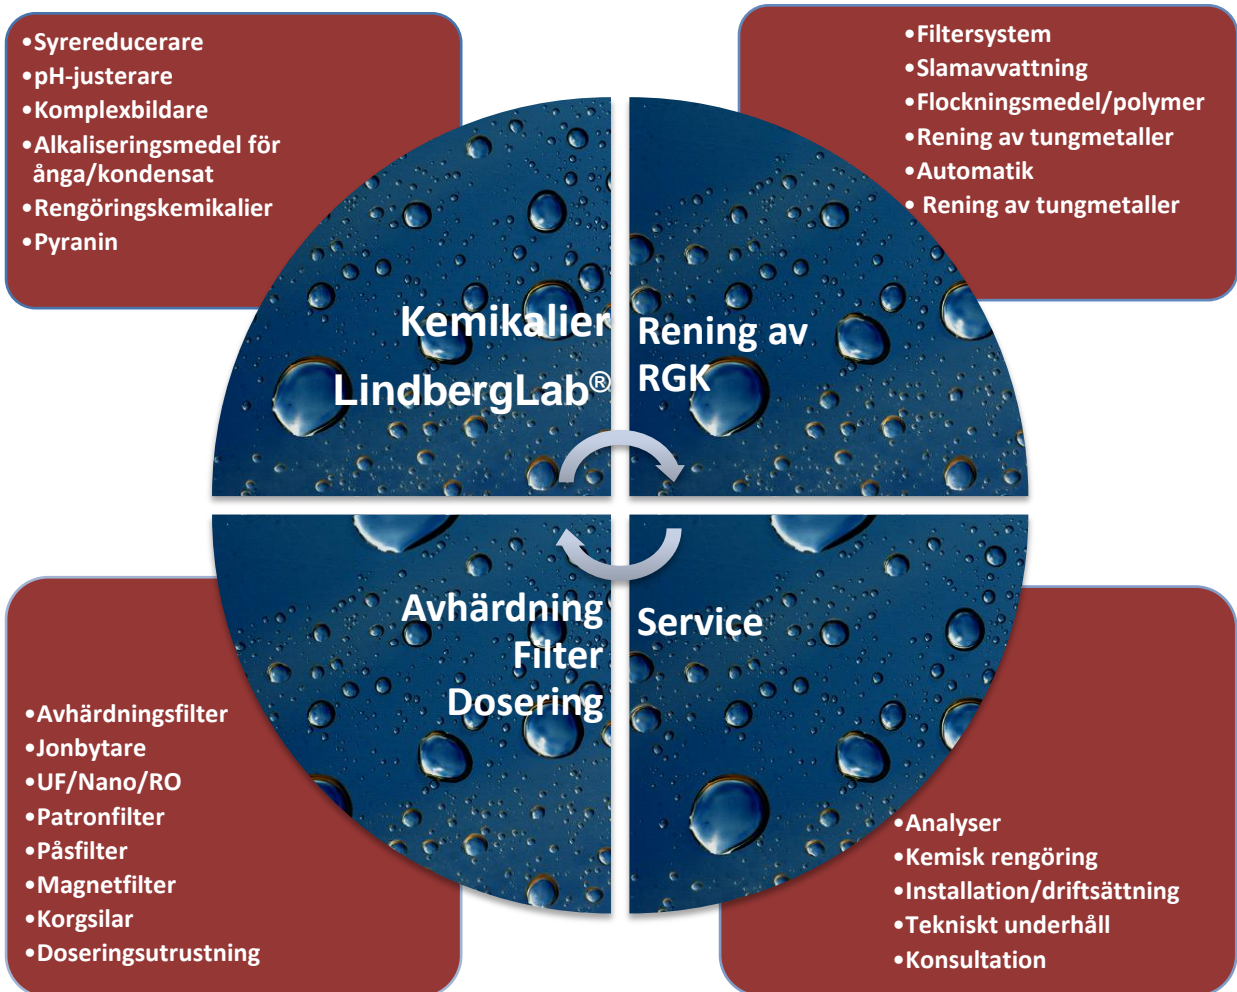 •Syrereducerare
•pH-justerare
•Komplexbildare
•Alkaliseringsmedel för
ånga/kondensat
•Rengöringskemikalier
•Pyranin
•Filtersystem
•Slamavvattning
•Flockningsmedel/polymer
•Rening av tungmetaller
•Automatik
• Rening av tungmetaller
Kemikalier
LindbergLab®
Rening av
RGK
Avhärdning
Filter
Dosering
Service
•Avhärdningsfilter
•Jonbytare
•UF/Nano/RO
•Patronfilter
•Påsfilter
•Magnetfilter
•Korgsilar
•Doseringsutrustning
•Analyser
•Kemisk rengöring
•Installation/driftsättning
•Tekniskt underhåll
•Konsultation